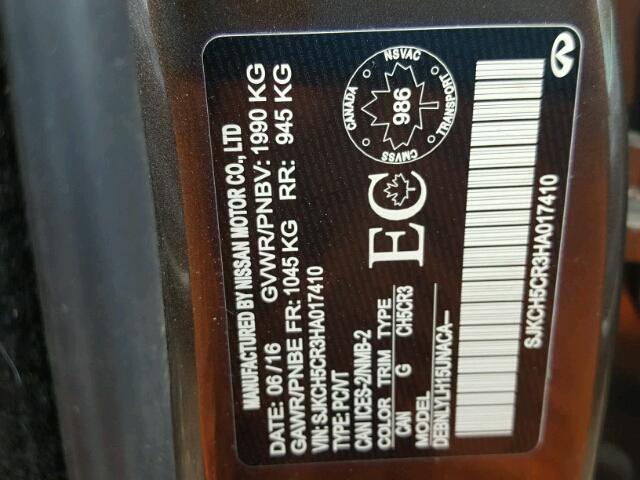 MANUFACTURED BY NISSAN MOTOR CO., LTD
DATE: 06/16 GVWR/PNBV: 1990 KG
GAWR/PNBE FR: 1045 KG RR: 945 KG
VIN: SJKCH5CR3HA017410
TYPE: PCIVT
CAN ICES-2/NMB-2
COLOR TRIM TYPE
CAN G CH5CR3
MODEL
DEBNLYLH15UNACA—
EC
CANADA
NSVAC
986
CMVSS
TRANSPORT
SJKCH5CR3HA017410